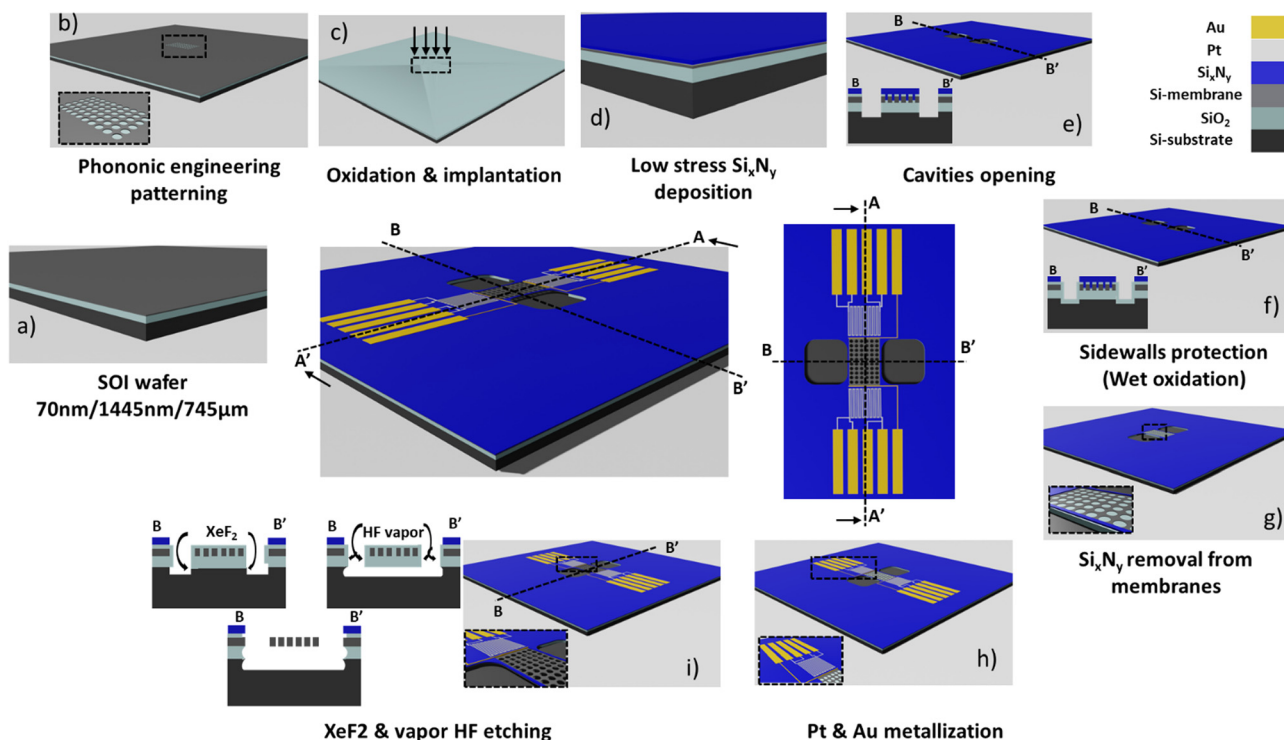 b)
Phononic engineering
patterning
c)
Oxidation & implantation
d)
Low stress SixNy
deposition
B
B'
B
B'
e)
Cavities opening
Au
Pt
SixNy
Si-membrane
SiO2
Si-substrate
a)
SOI wafer
70nm/1445nm/745µm
B
A
A'
B'
A
B
B'
A'
B
B'
B
B'
f)
Sidewalls protection
(Wet oxidation)
g)
SixNy removal from
membranes
h)
Pt & Au metallization
B'
B
i)
B
XeF2
B'
B
HF vapor
B'
B
B'
XeF2 & vapor HF etching